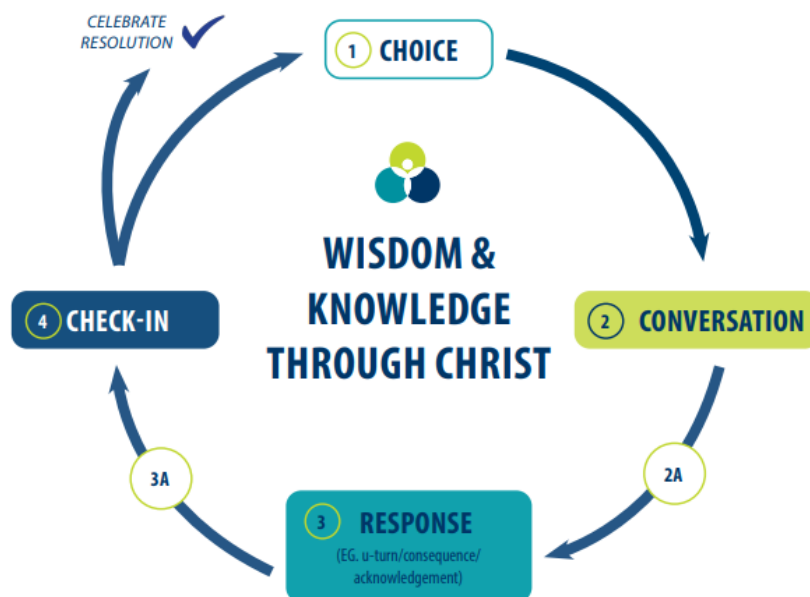 CELEBRATE
RESOLUTION
1 CHOICE
WISDOM &
KNOWLEDGE
THROUGH CHRIST
4 CHECK-IN
2 CONVERSATION
3A
2A
3 RESPONSE
(EG. u-turn/consequence/
acknowledgement)